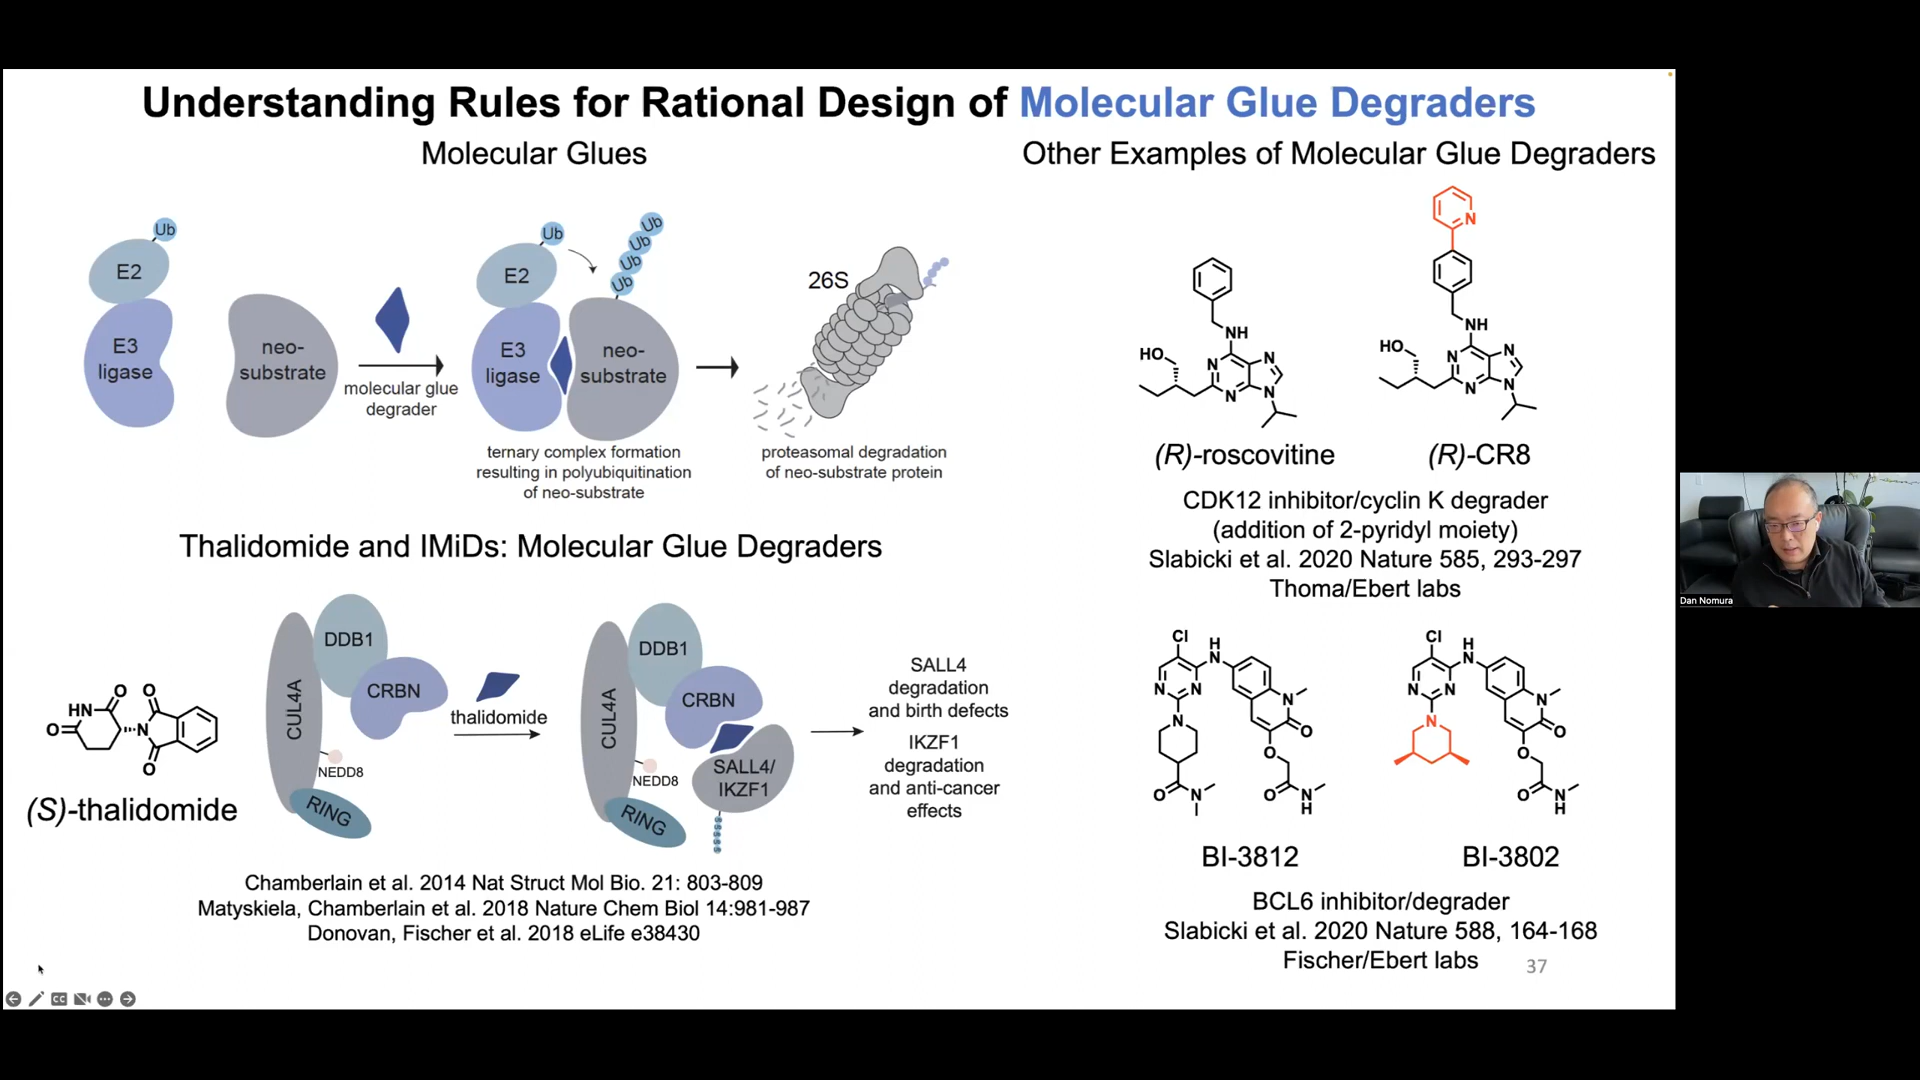 Understanding Rules for Rational Design of Molecular Glue Degraders
Molecular Glues
Ub
E2
E3
ligase
neo-
substrate
molecular glue
degrader
Ub
Ub
Ub
Ub
Ub
E2
E3
ligase
neo-
substrate
ternary complex formation
resulting in polyubiquitination
of neo-substrate
26S
proteasomal degradation
of neo-substrate protein
Thalidomide and IMiDs: Molecular Glue Degraders
HN
O
O
N
O
O
(S)-thalidomide
CUL4A
DDB1
CRBN
NEDD8
RING
thalidomide
CUL4A
DDB1
CRBN
NEDD8
SALL4/
IKZF1
RING
SALL4
degradation
and birth defects
IKZF1
degradation
and anti-cancer
effects
Chamberlain et al. 2014 Nat Struct Mol Bio. 21: 803-809
Matyskiela, Chamberlain et al. 2018 Nature Chem Biol 14:981-987
Donovan, Fischer et al. 2018 eLife e38430
Other Examples of Molecular Glue Degraders
NH
HO
N
N
N
N
(R)-roscovitine
N
NH
HO
N
N
N
N
(R)-CR8
CDK12 inhibitor/cyclin K degrader
(addition of 2-pyridyl moiety)
Slabicki et al. 2020 Nature 585, 293-297
Thoma/Ebert labs
Cl
H
N
N
N
N
N
O
O
O
N
O
N
H
BI-3812
Cl
H
N
N
N
N
N
O
O
O
N
H
BI-3802
BCL6 inhibitor/degrader
Slabicki et al. 2020 Nature 588, 164-168
Fischer/Ebert labs
37
CC
Dan Nomura